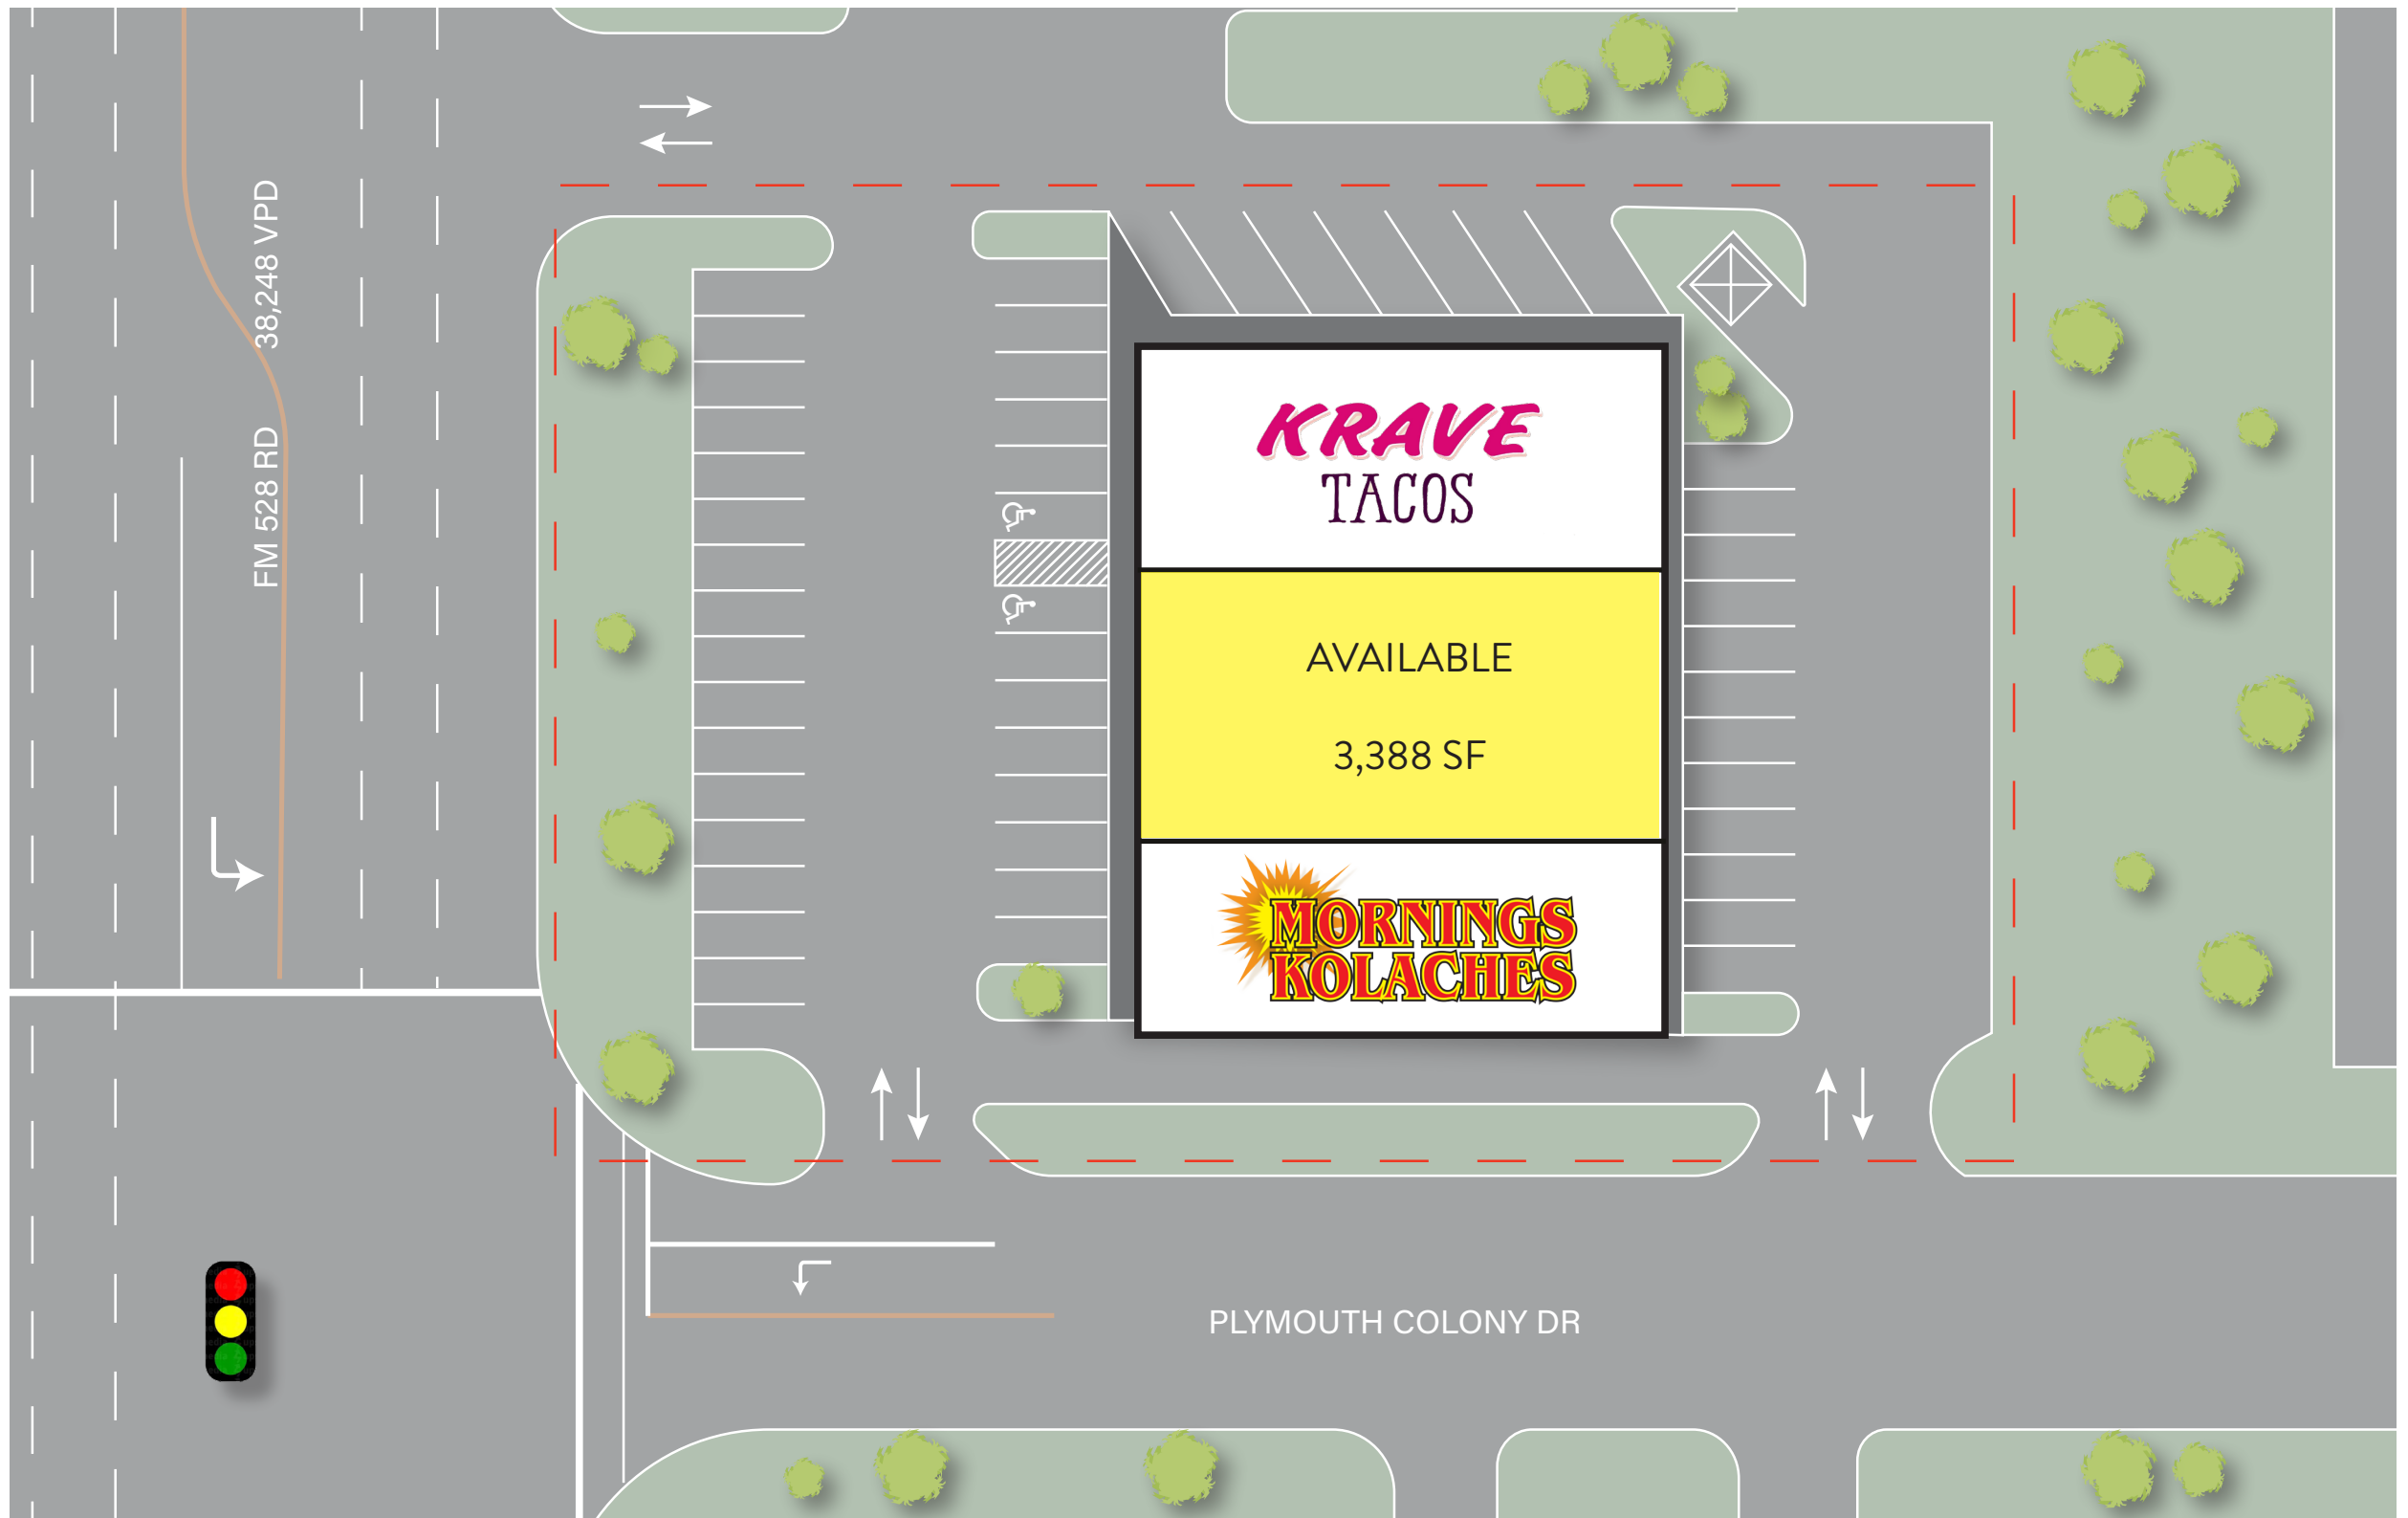 38,248 VPD
FM 528 RD
KRAVE
TACOS
AVAILABLE
3,388 SF
MORNINGS
KOLACHES
PLYMOUTH COLONY DR